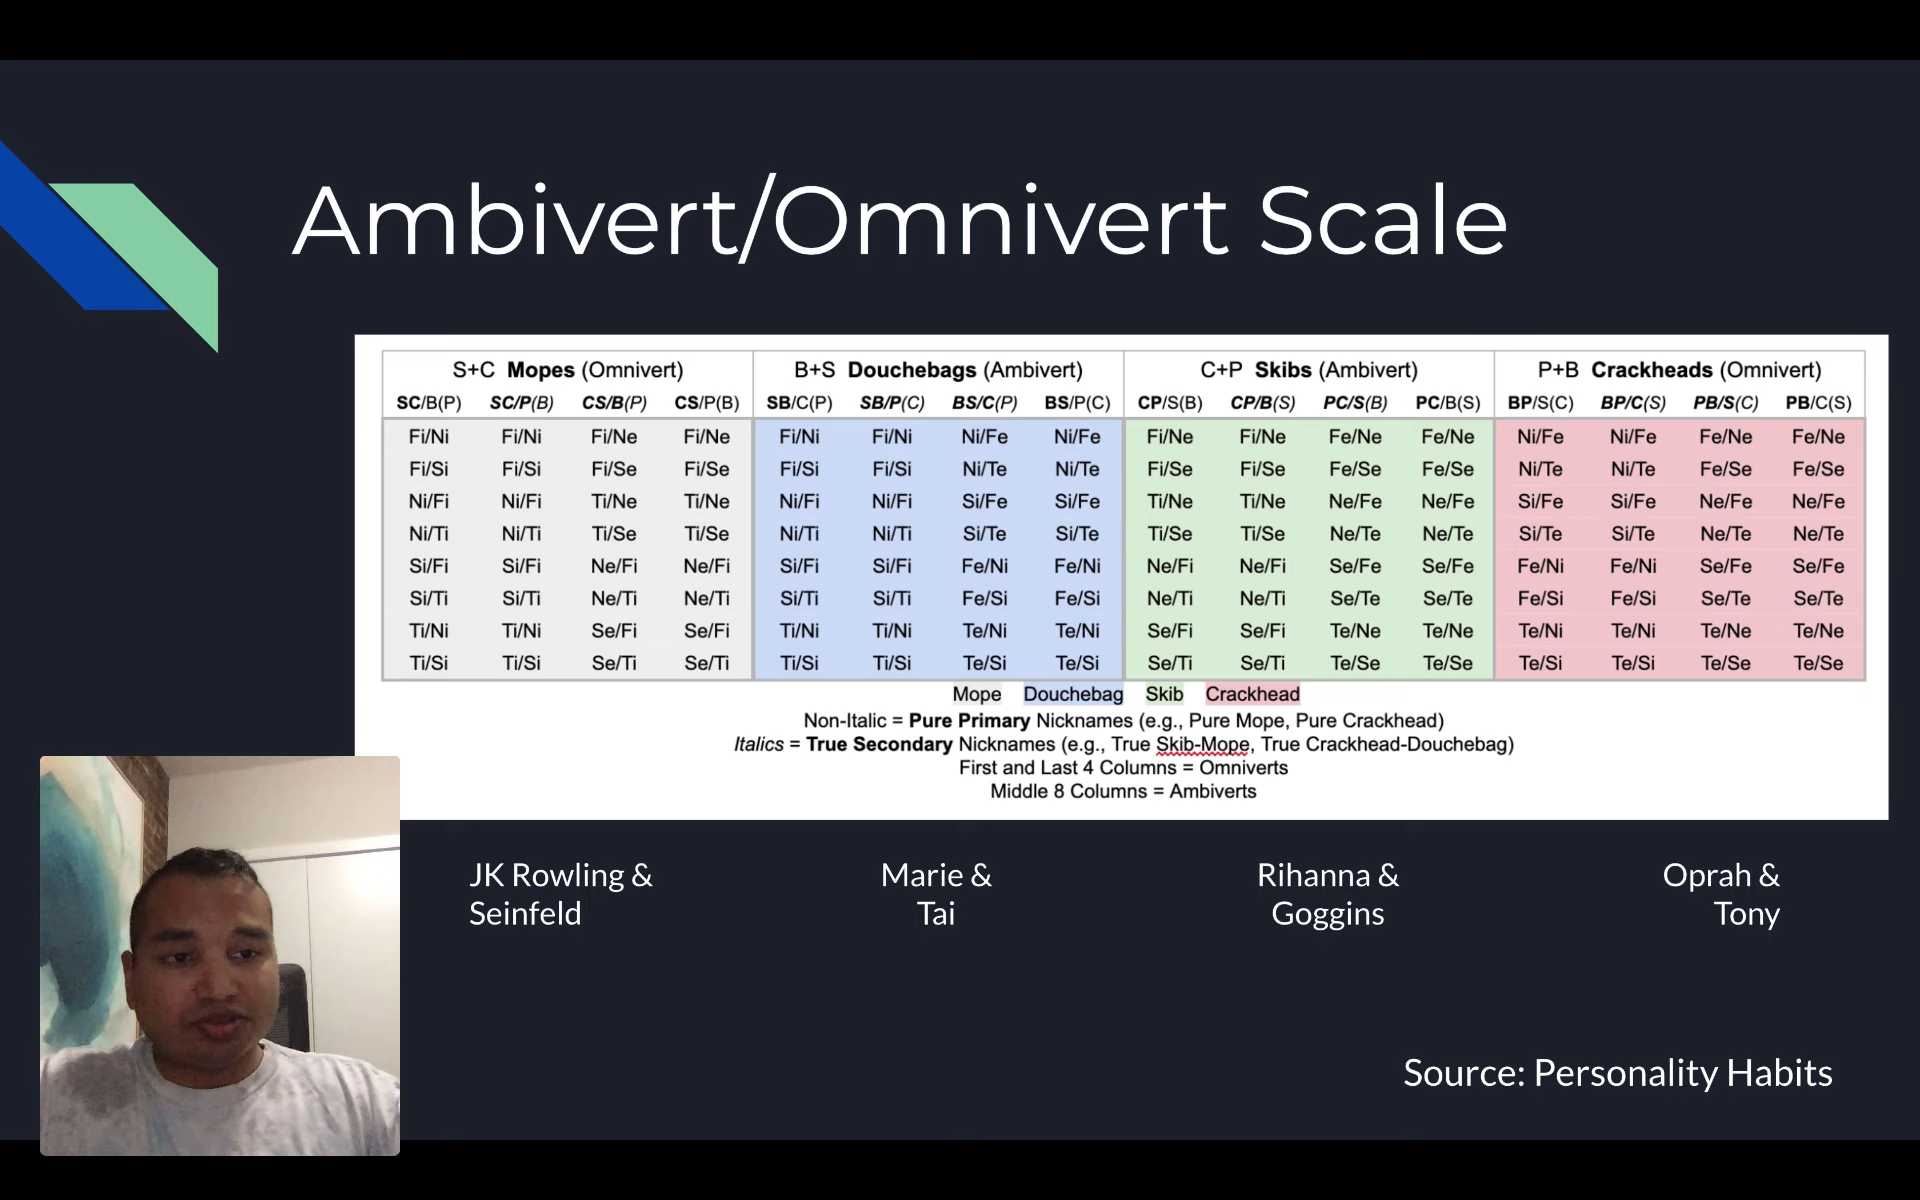 Ambivert/Omnivert Scale
S+C Mopes (Omnivert) B+S Douchebags (Ambivert) C+P Skibs (Ambivert) P+B Crackheads (Omnivert)
SC/B(P) SC/P(B) CS/B(P) CS/P(B) SB/C(P) SB/P(C) BS/C(P) BS/P(C) CP/S(B) CP/B(S) PC/S(B) PC/B(S) BP/S(C) BP/C(S) PB/S(C) PB/C(S)
Fi/Ni Fi/Ni Fi/Ne Fi/Ne Fi/Ni Fi/Ni Ni/Fe Ni/Fe Fi/Ne Fi/Ne Fe/Ne Fe/Ne Ni/Fe Ni/Fe Fe/Ne Fe/Ne
Fi/Si Fi/Si Fi/Se Fi/Se Fi/Si Fi/Si Ni/Te Ni/Te Fi/Se Fi/Se Fe/Se Fe/Se Ni/Te Ni/Te Fe/Se Fe/Se
Ni/Fi Ni/Fi Ti/Ne Ti/Ne Ni/Fi Ni/Fi Si/Fe Si/Fe Ti/Ne Ti/Ne Ne/Fe Ne/Fe Si/Fe Si/Fe Ne/Fe Ne/Fe
Ni/Ti Ni/Ti Ti/Se Ti/Se Ni/Ti Ni/Ti Si/Te Si/Te Ti/Se Ti/Se Ne/Te Ne/Te Si/Te Si/Te Ne/Te Ne/Te
Si/Fi Si/Fi Ne/Fi Ne/Fi Si/Fi Si/Fi Fe/Ni Fe/Ni Ne/Fi Ne/Fi Se/Fe Se/Fe Fe/Ni Fe/Ni Se/Fe Se/Fe
Si/Ti Si/Ti Ne/Ti Ne/Ti Si/Ti Si/Ti Fe/Si Fe/Si Ne/Ti Ne/Ti Se/Te Se/Te Fe/Si Fe/Si Se/Te Se/Te
Ti/Ni Ti/Ni Se/Fi Se/Fi Ti/Ni Ti/Ni Te/Ni Te/Ni Se/Fi Se/Fi Te/Ne Te/Ne Te/Ni Te/Ni Te/Ne Te/Ne
Ti/Si Ti/Si Se/Ti Se/Ti Ti/Si Ti/Si Te/Si Te/Si Se/Ti Se/Ti Te/Se Te/Se Te/Si Te/Si Te/Se Te/Se
Mope Douchebag Skib Crackhead
Non-Italic = Pure Primary Nicknames (e.g., Pure Mope, Pure Crackhead)
Italics = True Secondary Nicknames (e.g., True Skib-Mope, True Crackhead-Douchebag)
First and Last 4 Columns = Omniverts
Middle 8 Columns = Ambiverts
JK Rowling &
Seinfeld
Marie &
Tai
Rihanna &
Goggins
Oprah &
Tony
Source: Personality Habits